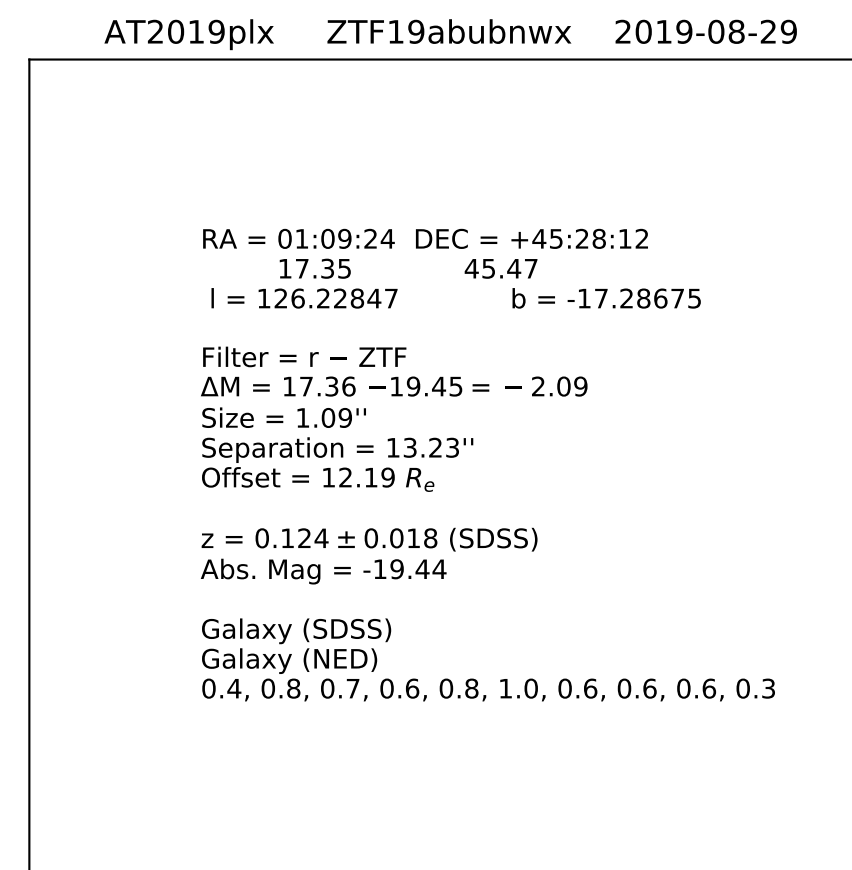 AT2019plx ZTF19abubnwx 2019-08-29
RA = 01:09:24 DEC = +45:28:12
17.35 45.47
l = 126.22847 b = -17.28675
Filter = r − ZTF
ΔM = 17.36 −19.45 = − 2.09
Size = 1.09''
Separation = 13.23''
Offset = 12.19 Rₑ
z = 0.124 ± 0.018 (SDSS)
Abs. Mag = -19.44
Galaxy (SDSS)
Galaxy (NED)
0.4, 0.8, 0.7, 0.6, 0.8, 1.0, 0.6, 0.6, 0.6, 0.3